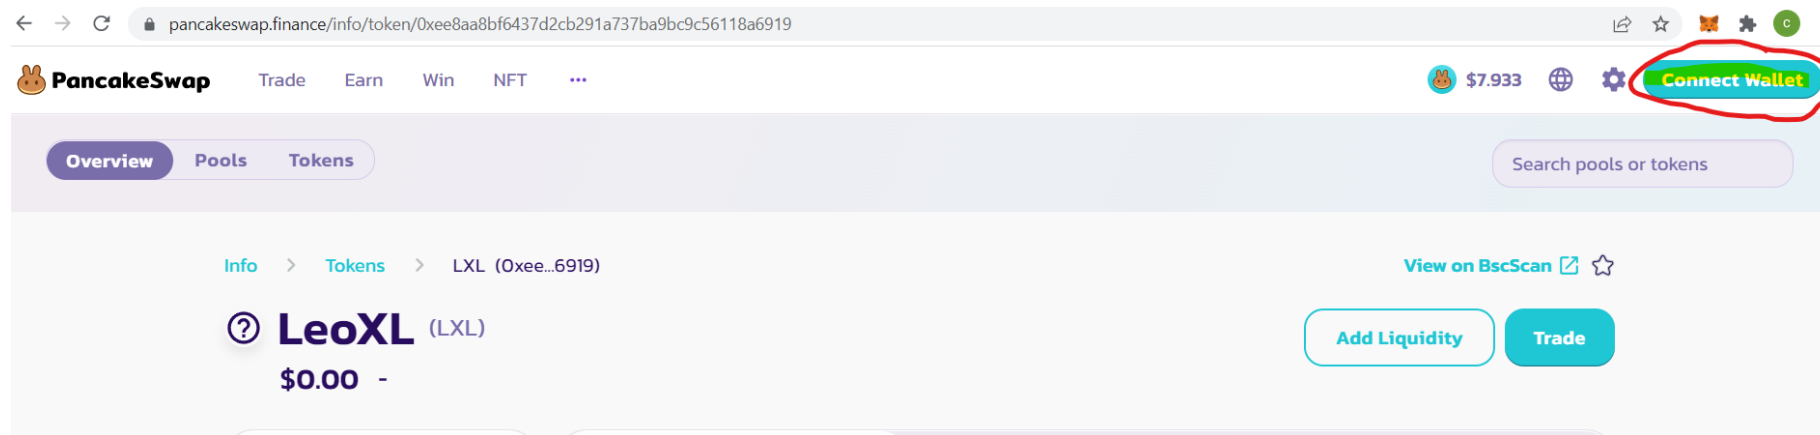 pancakeswap.finance/info/token/0xee8aa8bf6437d2cb291a737ba9bc9c56118a6919
C
PancakeSwap Trade Earn Win NFT ••• $7.933 Connect Wallet
Overview Pools Tokens Search pools or tokens
Info > Tokens > LXL (0xee...6919) View on BscScan
LeoXL (LXL) Add Liquidity Trade
$0.00 -